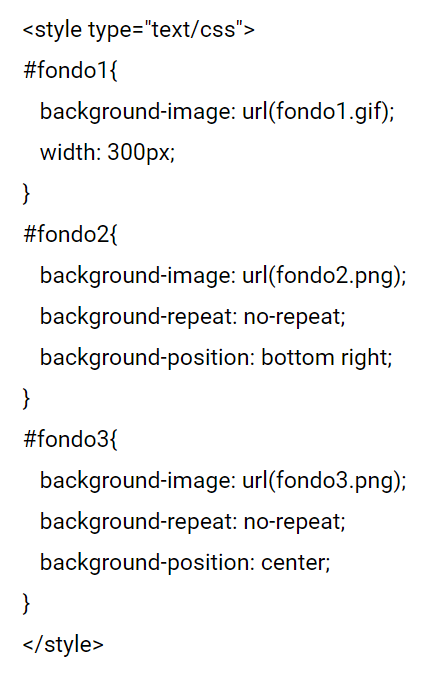 <style type="text/css">
#fondo1{
   background-image: url(fondo1.gif);
   width: 300px;
}
#fondo2{
   background-image: url(fondo2.png);
   background-repeat: no-repeat;
   background-position: bottom right;
}
#fondo3{
   background-image: url(fondo3.png);
   background-repeat: no-repeat;
   background-position: center;
}
</style>